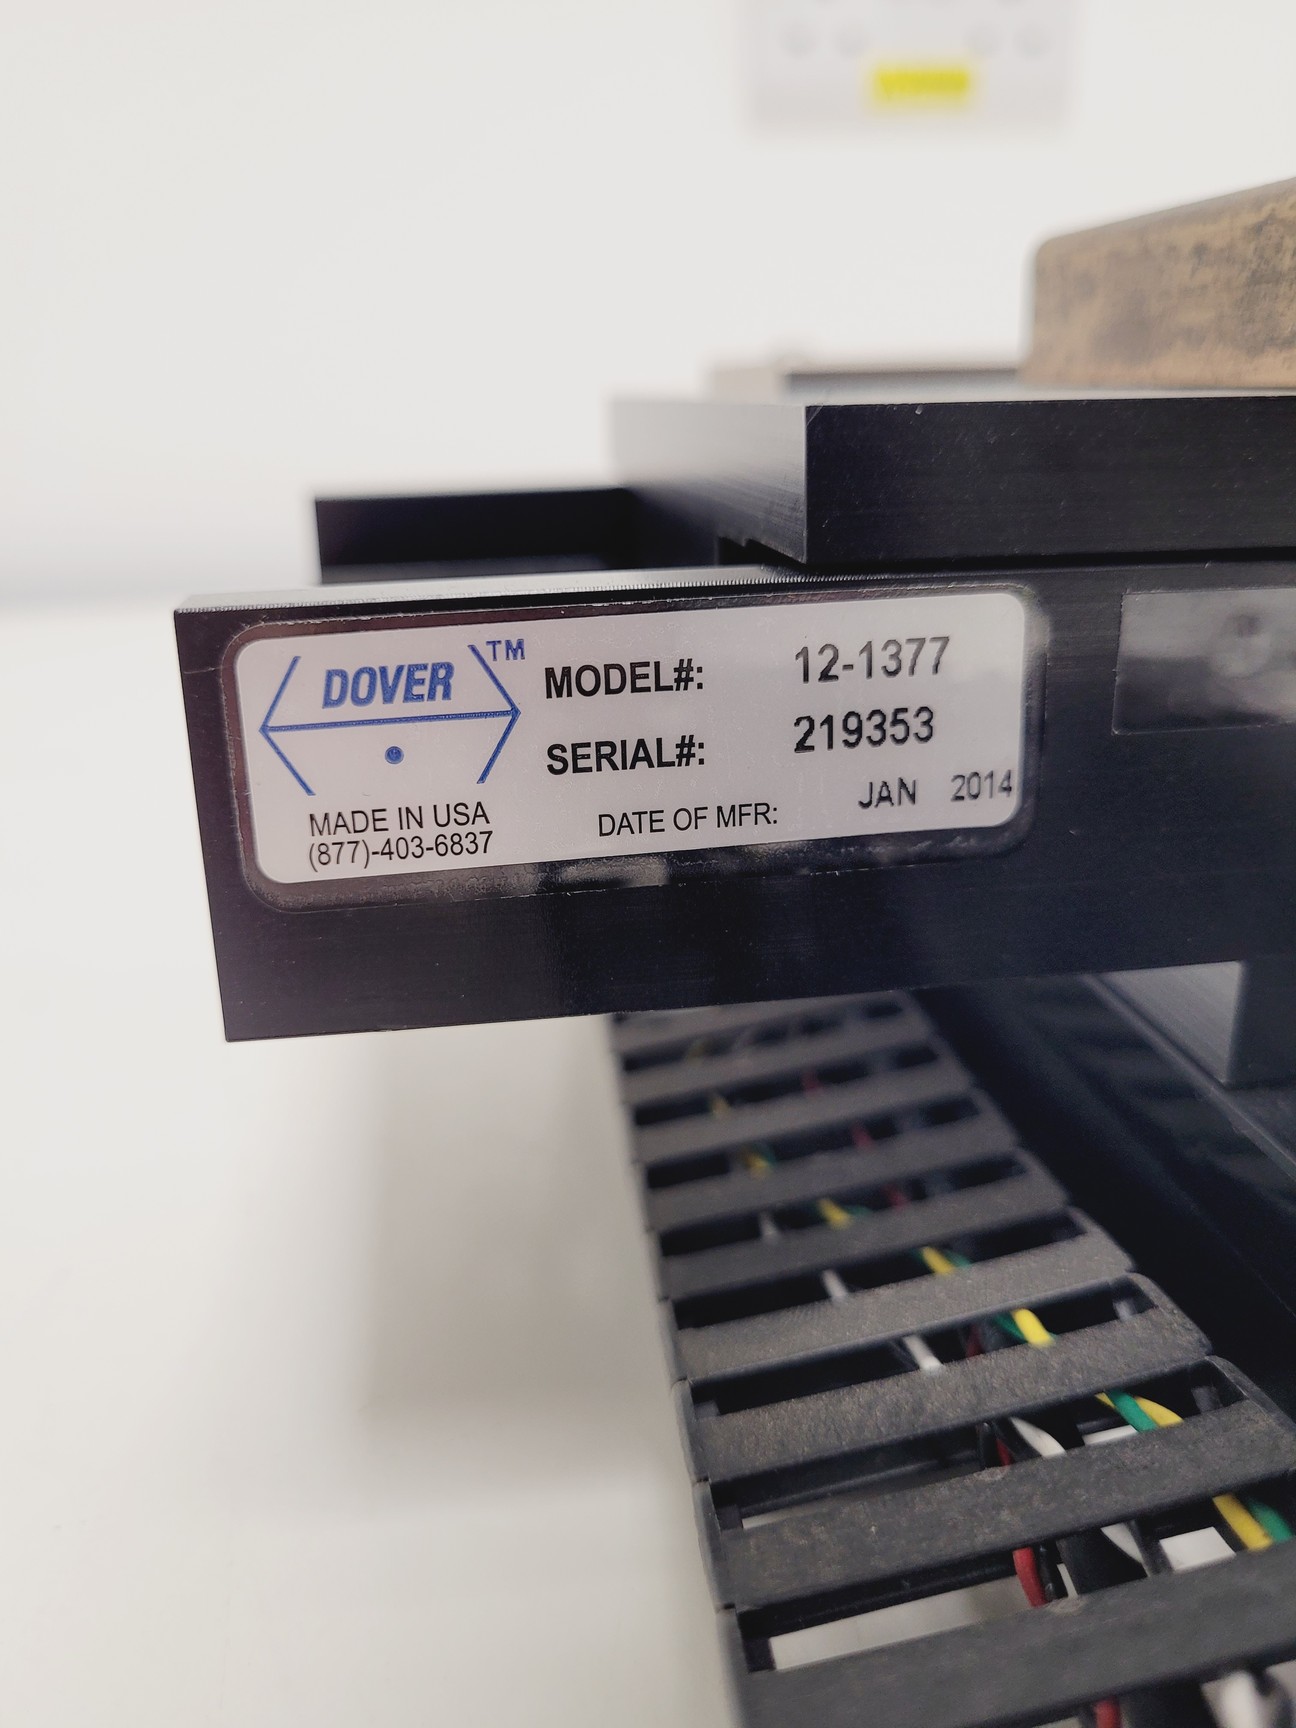 DOVER TM
MADE IN USA
(877)-403-6837
MODEL#: 12-1377
SERIAL#: 219353
DATE OF MFR: JAN 2014